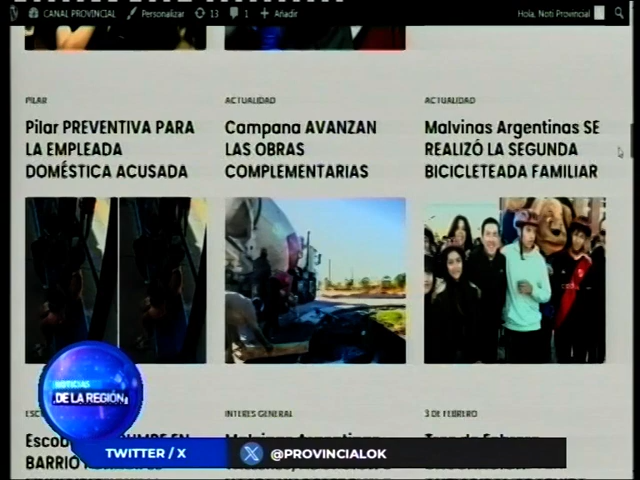 CANAL PROVINCIAL Personalizar 13 1 Añadir Hola, Noti Provincial
PILAR
Pilar PREVENTIVA PARA
LA EMPLEADA
DOMÉSTICA ACUSADA
ACTUALIDAD
Campana AVANZAN
LAS OBRAS
COMPLEMENTARIAS
ACTUALIDAD
Malvinas Argentinas SE
REALIZÓ LA SEGUNDA
BICICLETEADA FAMILIAR
INTERES GENERAL
3 DE FEBRERO
BARRIO
NOTICIAS
DE LA REGIÓN
TWITTER / X
@PROVINCIALOK